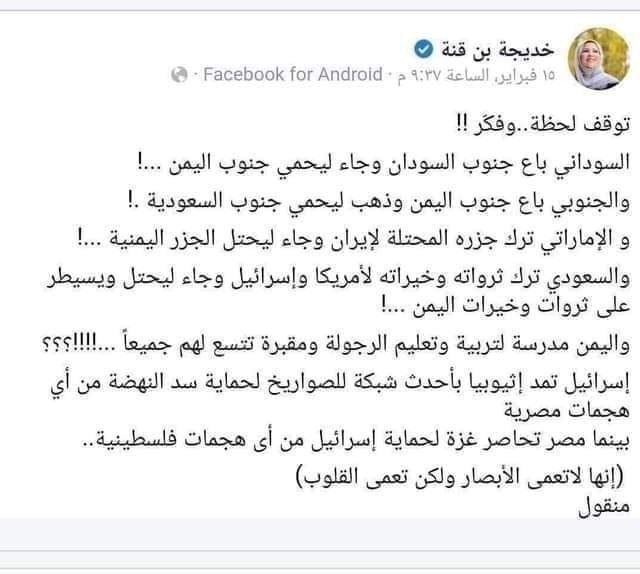 خديجة بن قنة
١٥ فبراير، الساعة ٩:٣٧ م · Facebook for Android ·
توقف لحظة..وفكّر !!
السوداني باع جنوب السودان وجاء ليحمي جنوب اليمن ...!
والجنوبي باع جنوب اليمن وذهب ليحمي جنوب السعودية .!
و الإماراتي ترك جزره المحتلة لإيران وجاء ليحتل الجزر اليمنية ...!
والسعودي ترك ثرواته وخيراته لأمريكا وإسرائيل وجاء ليحتل ويسيطر
على ثروات وخيرات اليمن ...!
واليمن مدرسة لتربية وتعليم الرجولة ومقبرة تتسع لهم جميعاً ...!!!!؟؟؟
إسرائيل تمد إثيوبيا بأحدث شبكة للصواريخ لحماية سد النهضة من أي
هجمات مصرية
بينما مصر تحاصر غزة لحماية إسرائيل من أى هجمات فلسطينية..
(إنها لاتعمى الأبصار ولكن تعمى القلوب)
منقول